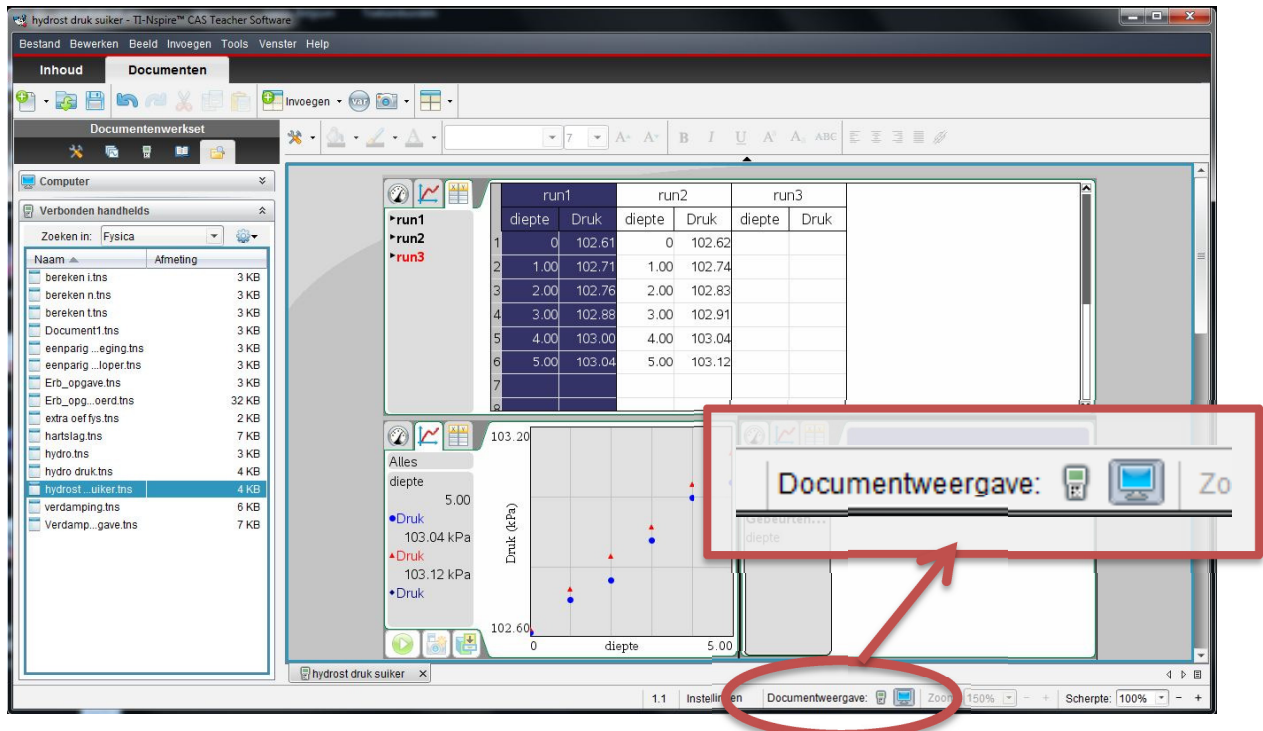 hydrost druk suiker - TI-Nspire™ CAS Teacher Software
Bestand Bewerken Beeld Invoegen Tools Venster Help
Inhoud Documenten
Invoegen
Documentenwerkset
7 B I U ABC
Computer
Verbonden handhelds
Zoeken in: Fysica
Naam Afmeting
bereken i.tns 3 KB
bereken n.tns 3 KB
bereken t.tns 3 KB
Document1.tns 3 KB
eenparig ...eging.tns 3 KB
eenparig ...loper.tns 3 KB
Erb_opgave.tns 3 KB
Erb_opg...oerd.tns 32 KB
extra oef fys.tns 2 KB
hartslag.tns 7 KB
hydro.tns 3 KB
hydro druk.tns 4 KB
hydrost ...uiker.tns 4 KB
verdamping.tns 6 KB
Verdamp...gave.tns 7 KB
run1
run2
run3
run1 run2 run3
diepte Druk diepte Druk diepte Druk
1 0 102.61 0 102.62
2 1.00 102.71 1.00 102.74
3 2.00 102.76 2.00 102.83
4 3.00 102.88 3.00 102.91
5 4.00 103.00 4.00 103.04
6 5.00 103.04 5.00 103.12
7
8
Alles
diepte
5.00
Druk
103.04 kPa
Druk
103.12 kPa
Druk
103.20
Druk (kPa)
102.60
0 diepte 5.00
Documentweergave: Zo
Gebeurten...
diepte
hydrost druk suiker
1.1 Instellingen Documentweergave: Zoom: 150% - + Scherpte: 100% - +